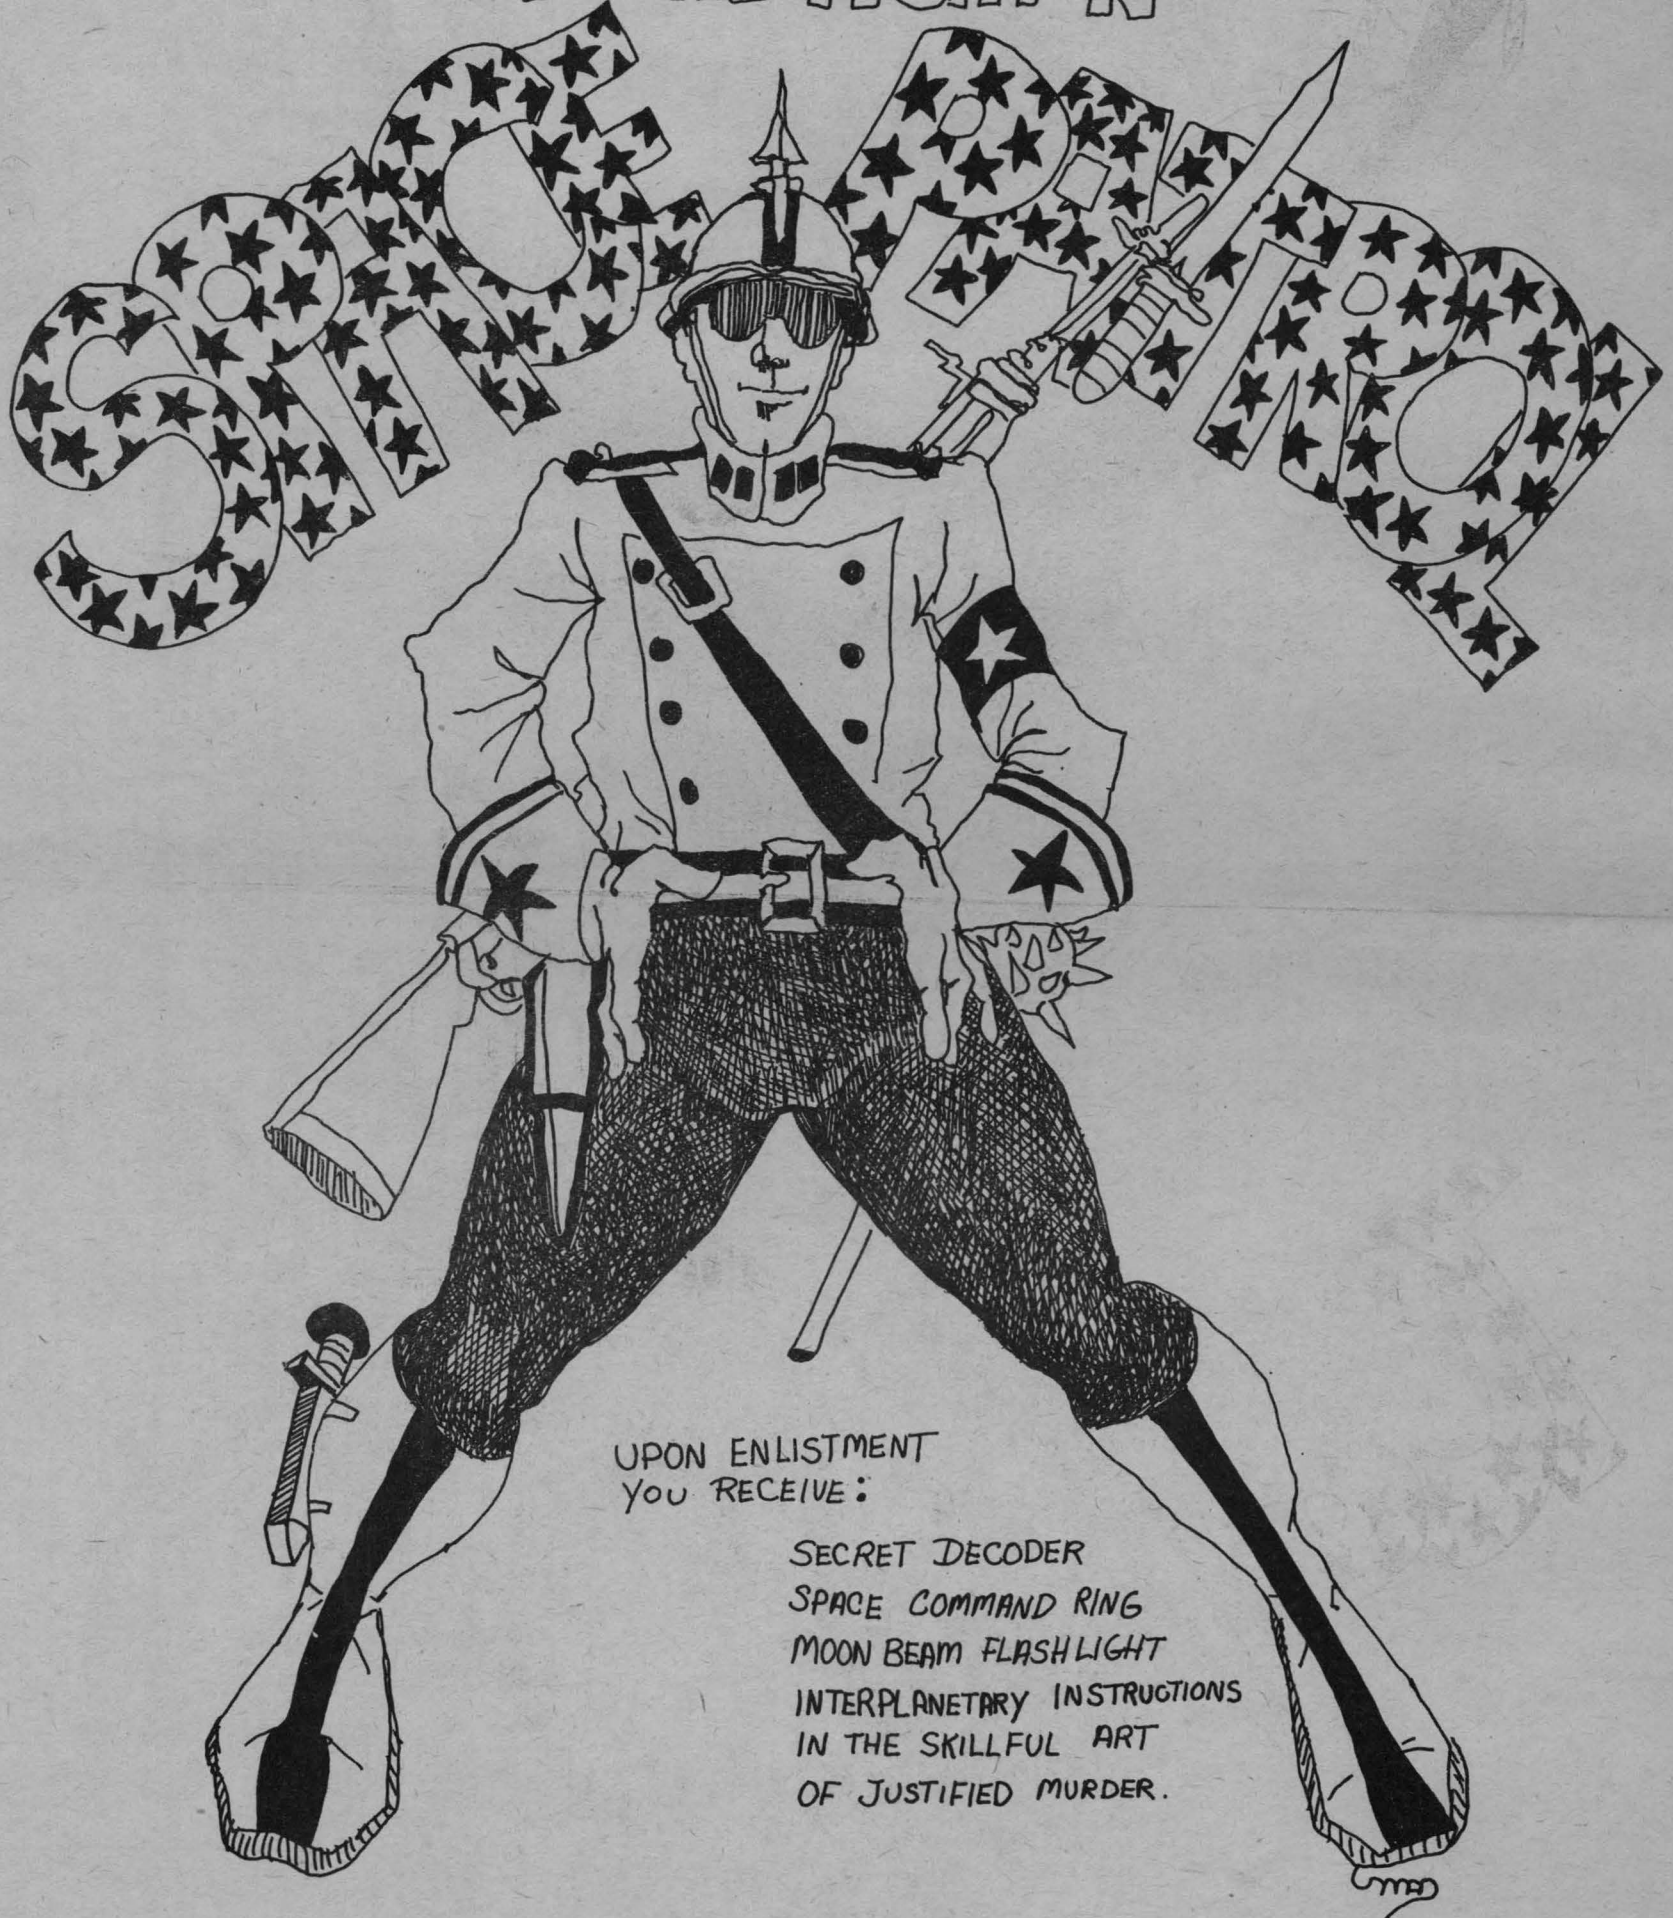 SPACE PATROL
UPON ENLISTMENT
YOU RECEIVE:
SECRET DECODER
SPACE COMMAND RING
MOON BEAM FLASHLIGHT
INTERPLANETARY INSTRUCTIONS
IN THE SKILLFUL ART
OF JUSTIFIED MURDER.